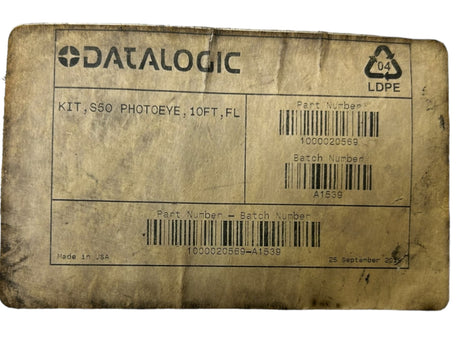 DATALOGIC
04
LDPE
KIT,S50 PHOTOEYE,10FT,FL
Part Number
1000020569
Batch Number
A1539
Part Number - Batch Number
1000020569-A1539
Made in USA
25 September